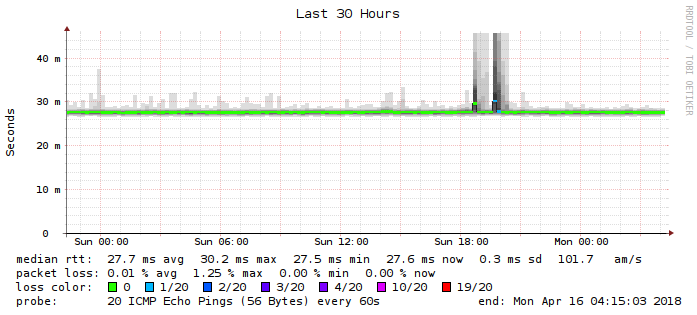 Last 30 Hours
RRDTOOL / TOBI OETIKER
Seconds
40 m
30 m
20 m
10 m
0
Sun 00:00 Sun 06:00 Sun 12:00 Sun 18:00 Mon 00:00
median rtt: 27.7 ms avg 30.2 ms max 27.5 ms min 27.6 ms now 0.3 ms sd 101.7 am/s
packet loss: 0.01 % avg 1.25 % max 0.00 % min 0.00 % now
loss color: 0 1/20 2/20 3/20 4/20 10/20 19/20
probe: 20 ICMP Echo Pings (56 Bytes) every 60s end: Mon Apr 16 04:15:03 2018